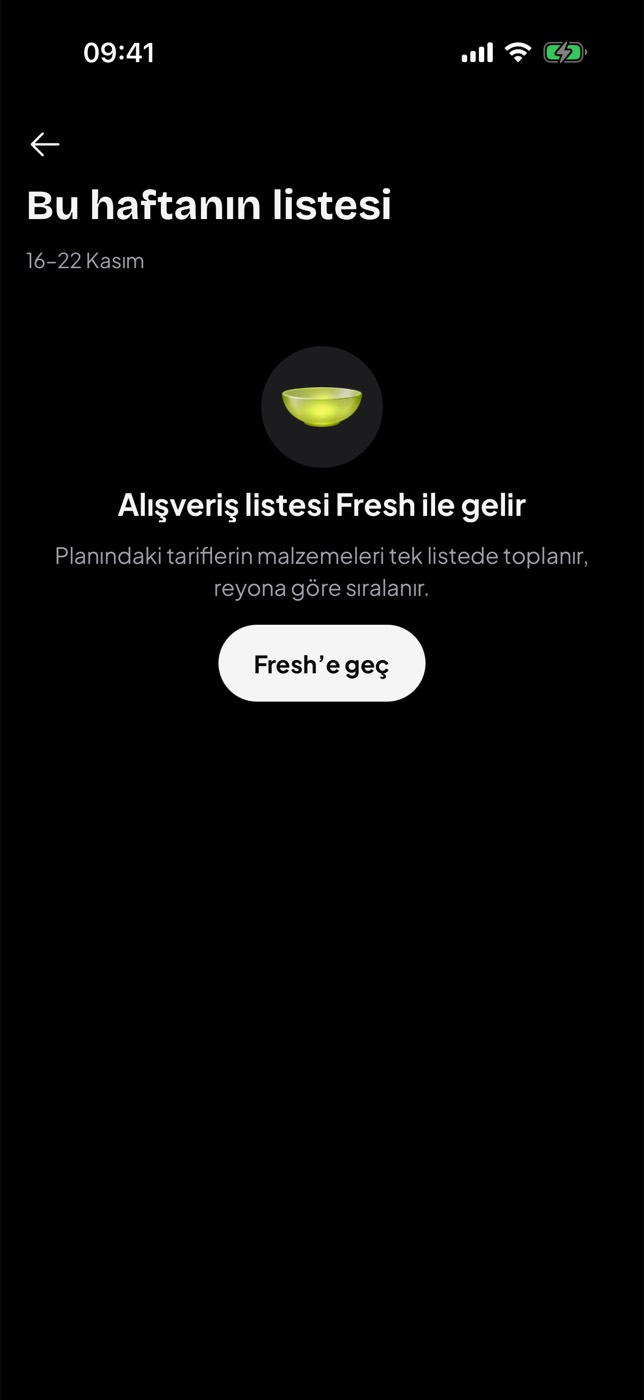 09:41
Bu haftanın listesi
16–22 Kasım
Alışveriş listesi Fresh ile gelir
Planındaki tariflerin malzemeleri tek listede toplanır,
reyona göre sıralanır.
Fresh’e geç